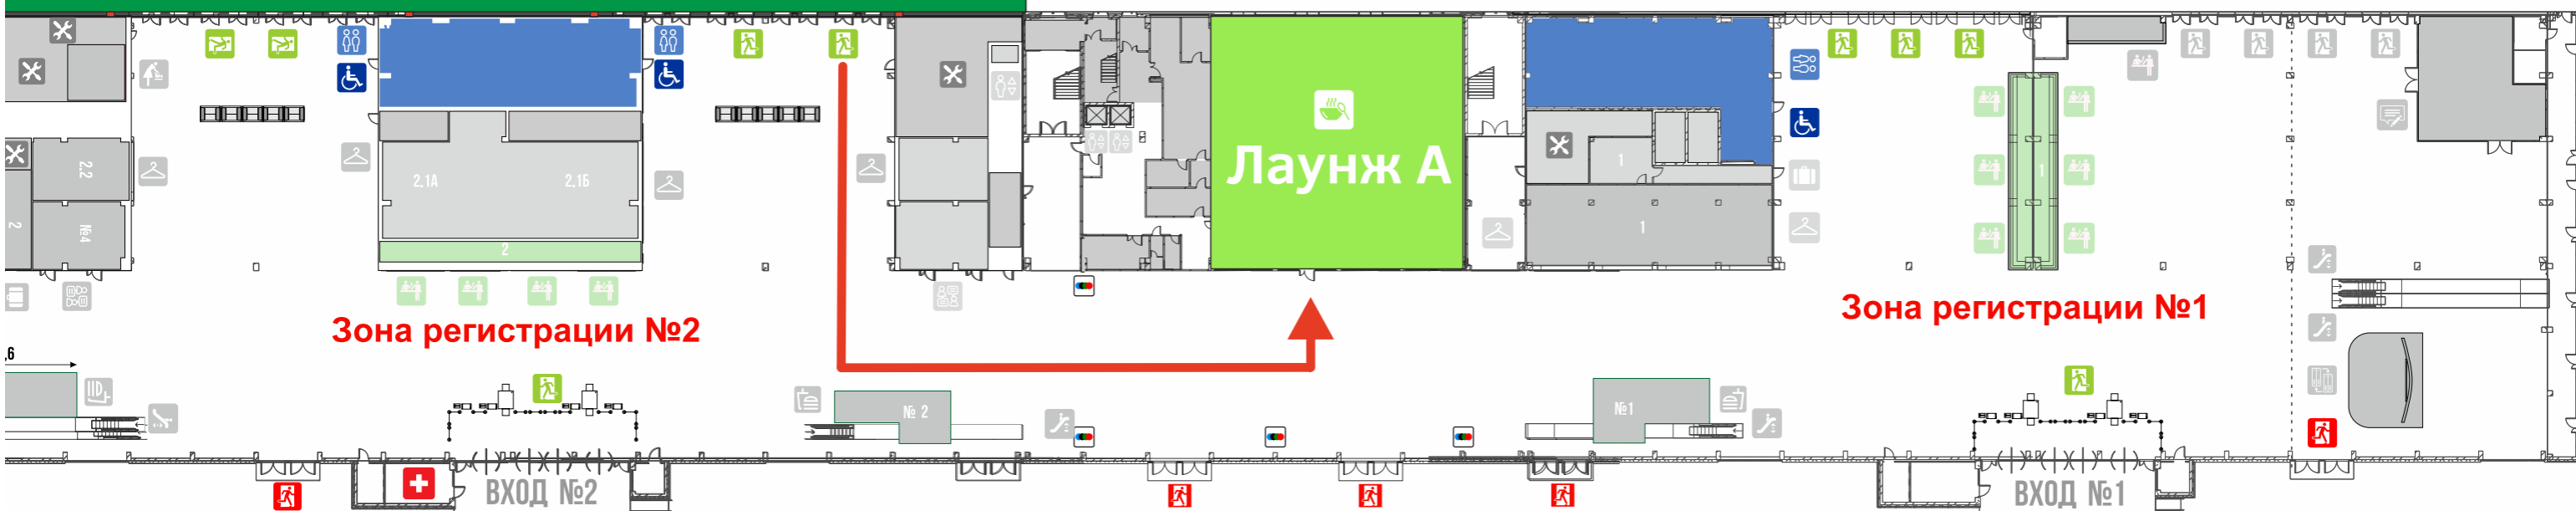 Лаунж А
2.2
2.1А
2.1Б
1
1
1
2
№4
2
Зона регистрации №2
Зона регистрации №1
,6
№ 2
№1
ВХОД №2
ВХОД №1